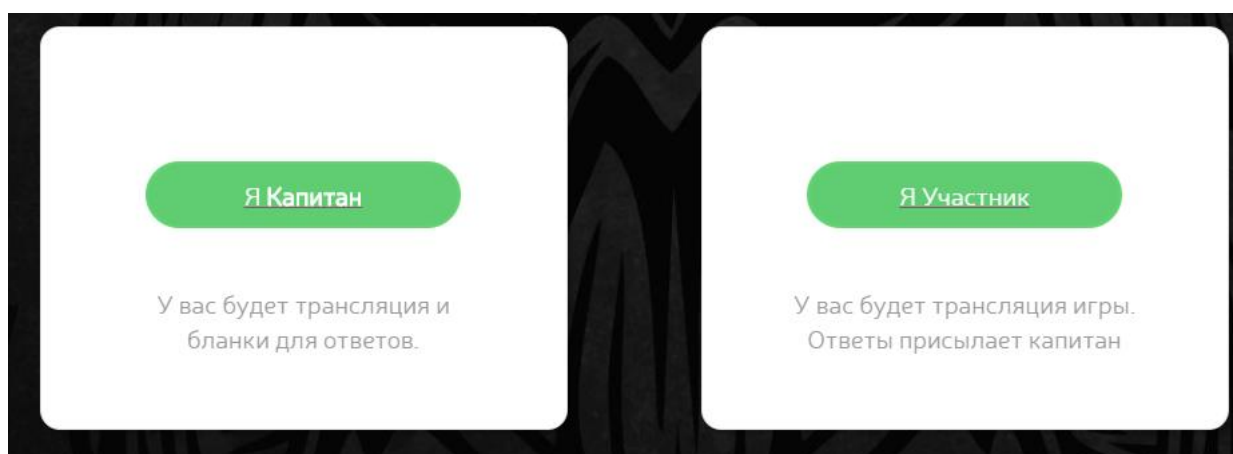 Я Капитан
У вас будет трансляция и
бланки для ответов.
Я Участник
У вас будет трансляция игры.
Ответы присылает капитан